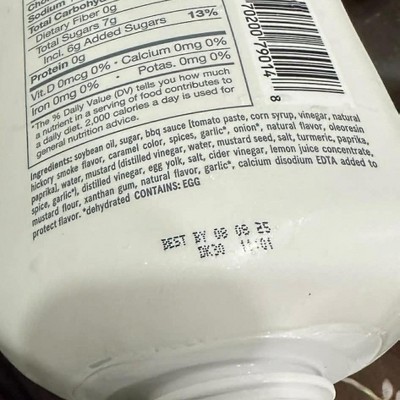 Sodium
Total Carbohy
Dietary Fiber 0g
Total Sugars 7g
Incl. 6g Added Sugars 13%
Protein 0g
Vit.D 0mcg 0% • Calcium 0mg 0%
Iron 0mg 0% • Potas. 0mg 0%
*The % Daily Value (DV) tells you how much
a nutrient in a serving of food contributes to
a daily diet. 2,000 calories a day is used for
general nutrition advice.
70200 79014 8
Ingredients: soybean oil, sugar, bbq sauce (tomato paste, corn syrup, vinegar, natural
hickory smoke flavor, caramel color, spices, garlic*, onion*, natural flavor, oleoresin
paprika), water, mustard (distilled vinegar, water, mustard seed, salt, turmeric, paprika,
spice, garlic*), distilled vinegar, egg yolk, salt, cider vinegar, lemon juice concentrate,
mustard flour, xanthan gum, natural flavor, garlic*, calcium disodium EDTA added to
protect flavor. *dehydrated CONTAINS: EGG
BEST BY 08 08 25
DK30 11:01